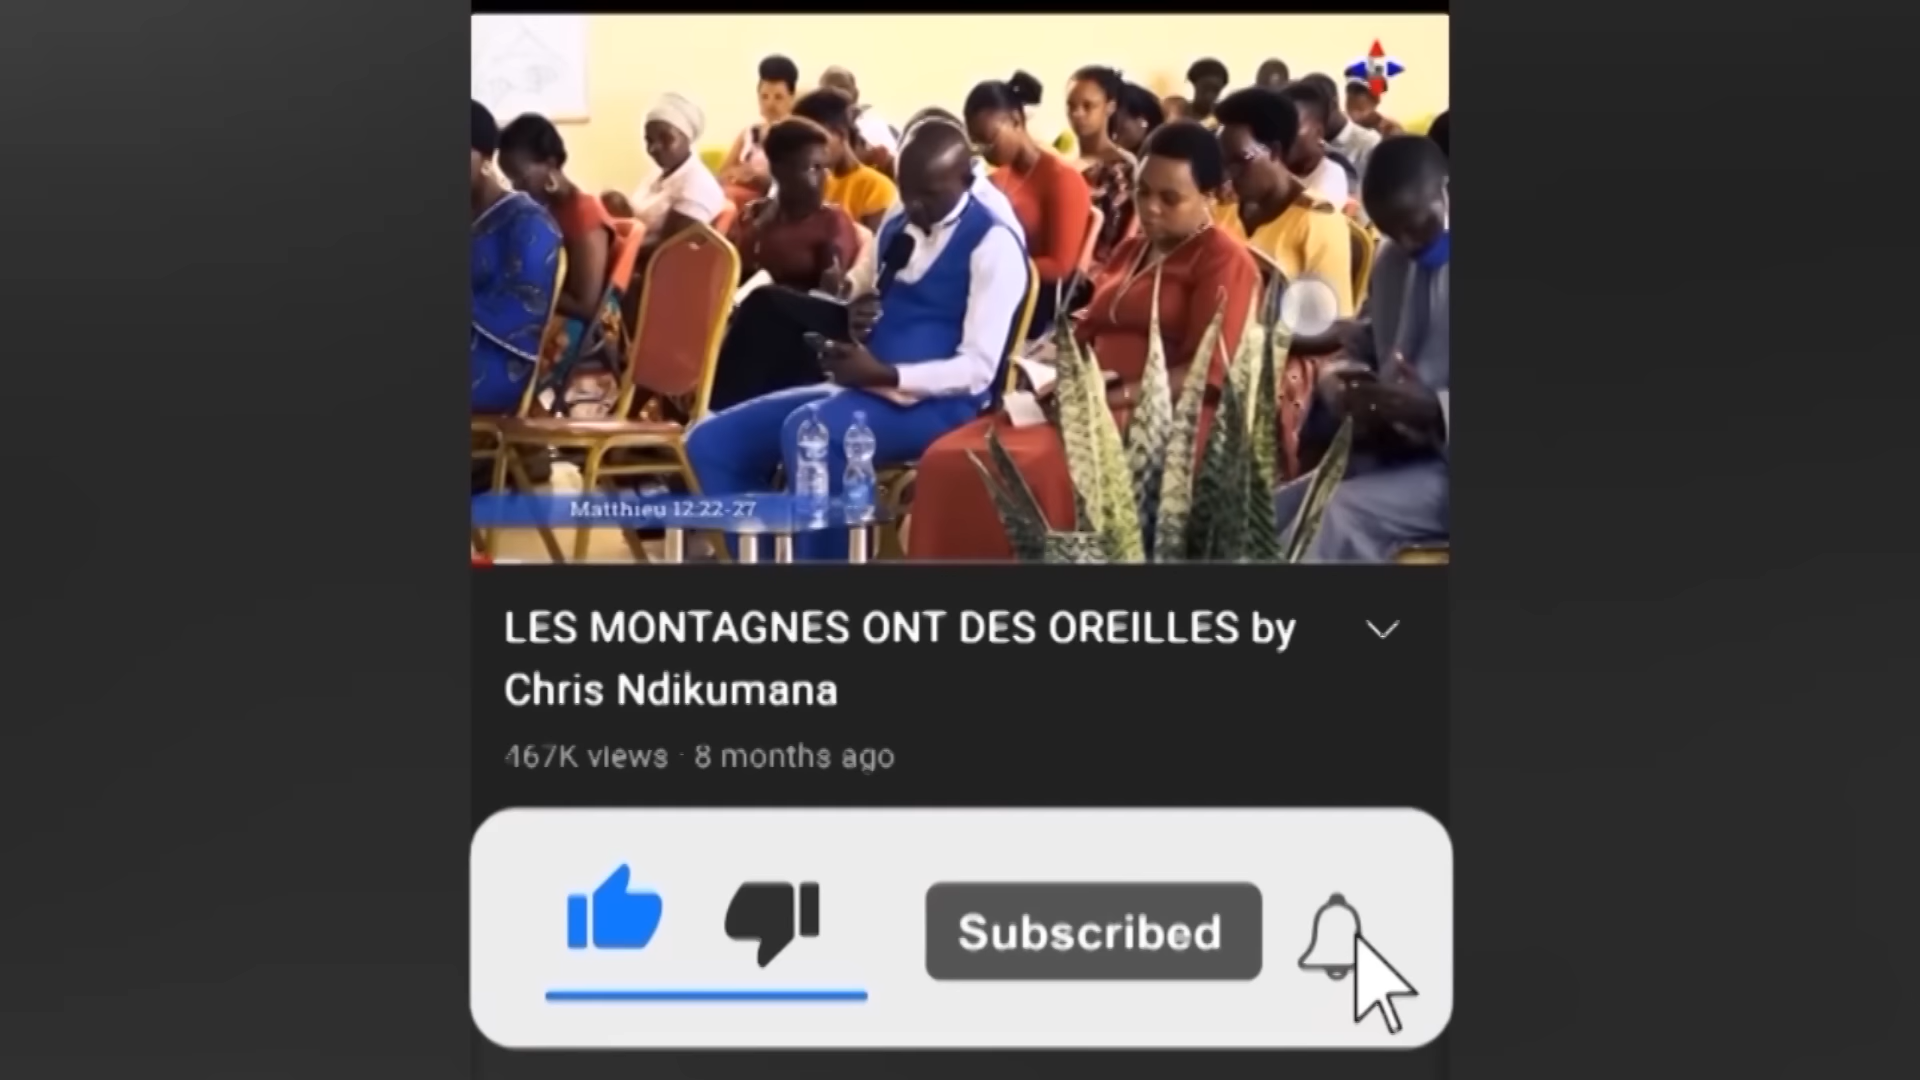 Matthieu 12.22-27
LES MONTAGNES ONT DES OREILLES by
Chris Ndikumana
467K views · 8 months ago
Subscribed